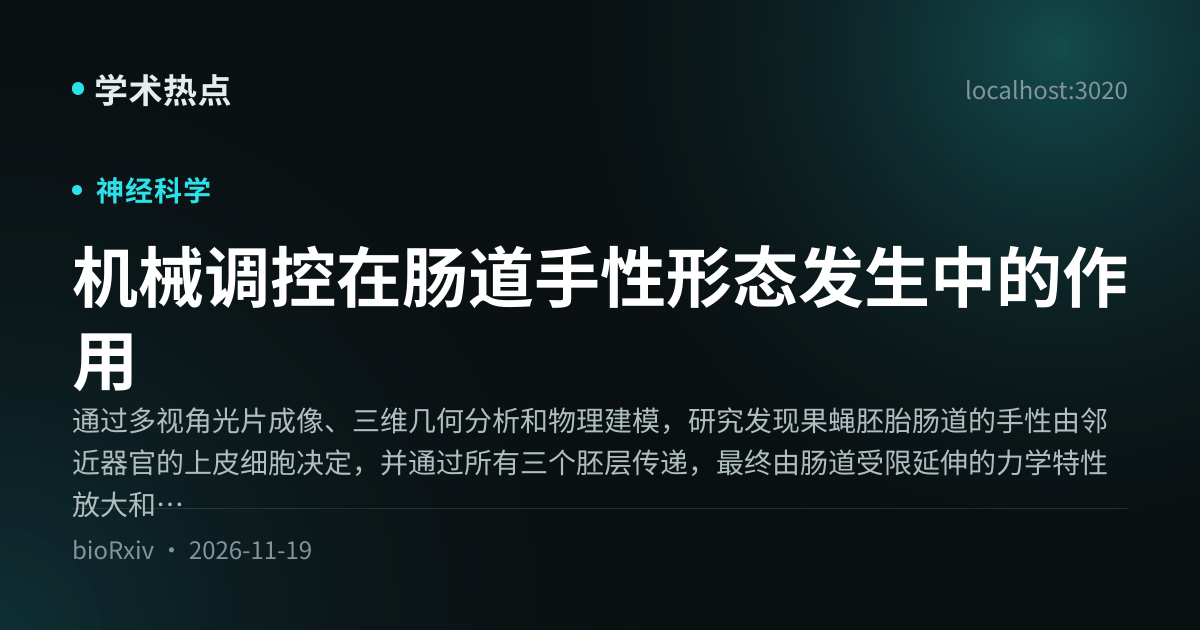 学术热点
localhost:3020
神经科学
机械调控在肠道手性形态发生中的作
用
通过多视角光片成像、三维几何分析和物理建模，研究发现果蝇胚胎肠道的手性由邻
近器官的上皮细胞决定，并通过所有三个胚层传递，最终由肠道受限延伸的力学特性
放大和…
bioRxiv • 2026-11-19